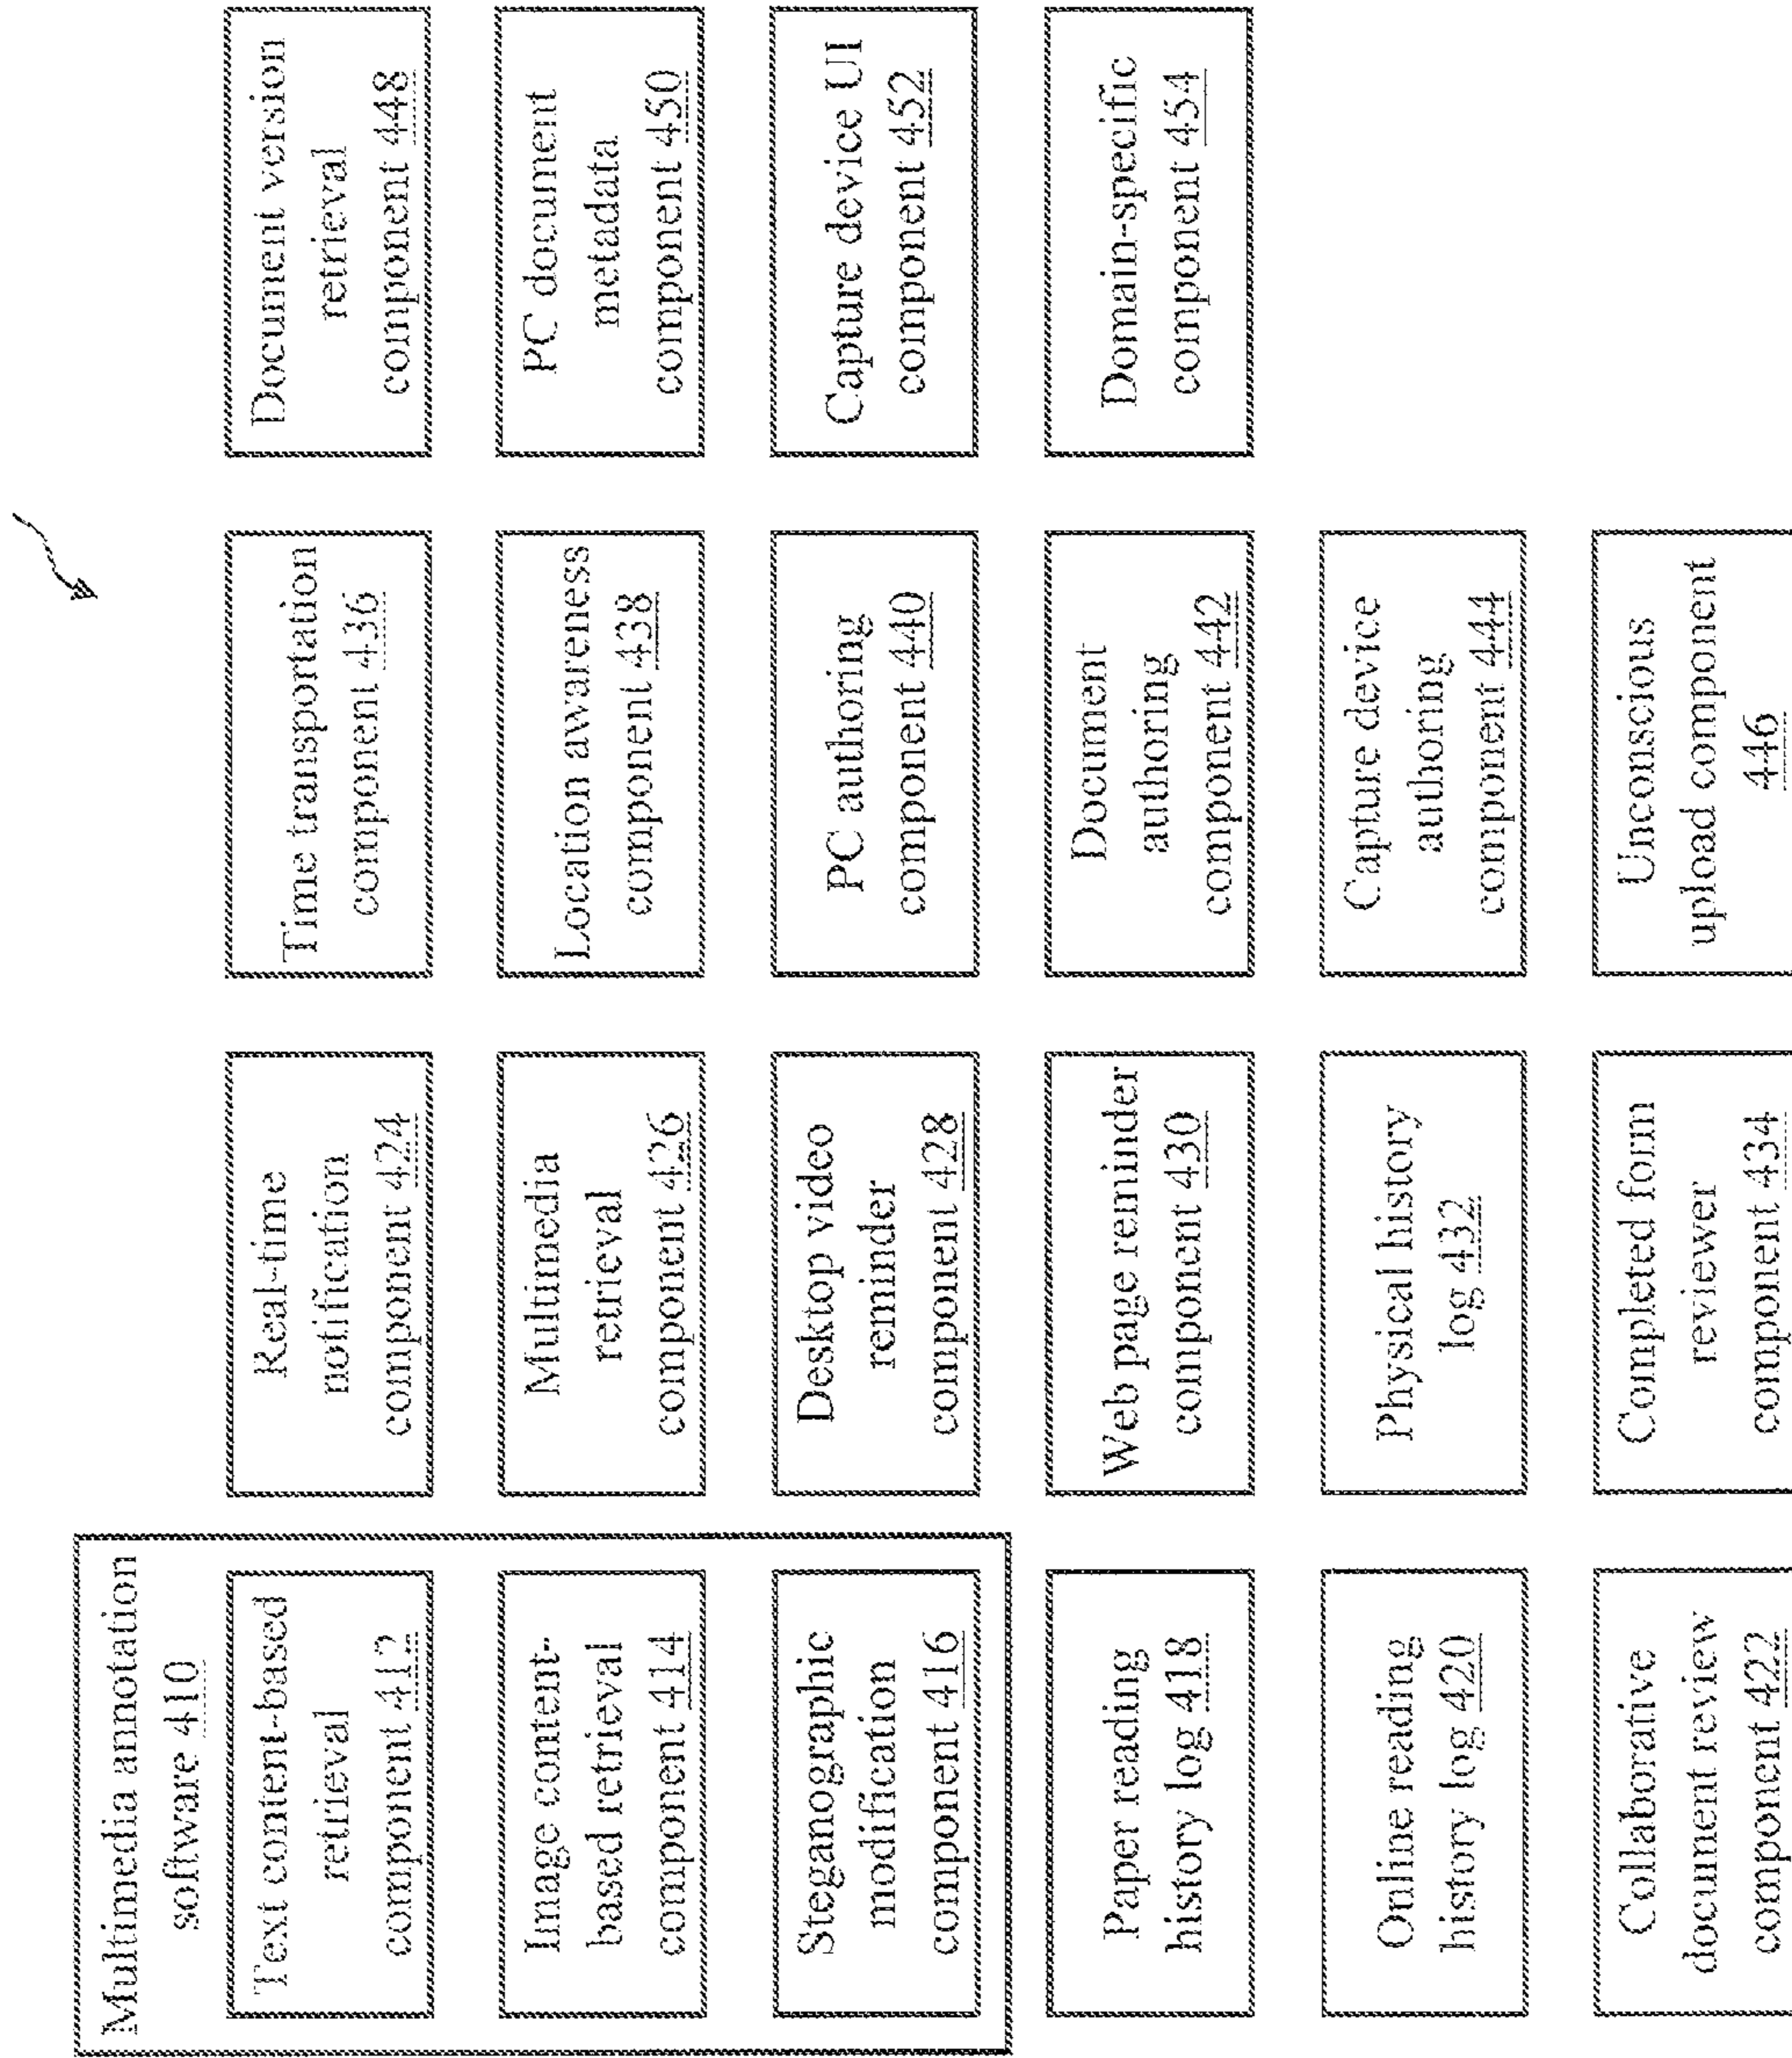 Multimedia annotation
software 410
Text content-based
retrieval
component 412
Image content-
based retrieval
component 414
Steganographic
modification
component 416
Paper reading
history log 418
Online reading
history log 420
Collaborative
document review
component 422
Real-time
notification
component 424
Multimedia
retrieval
component 426
Desktop video
reminder
component 428
Web page reminder
component 430
Physical history
log 432
Completed form
reviewer
component 434
Time transportation
component 436
Location awareness
component 438
PC authoring
component 440
Document
authoring
component 442
Capture device
authoring
component 444
Unconscious
upload component
446
Document version
retrieval
component 448
PC document
metadata
component 450
Capture device UI
component 452
Domain-specific
component 454